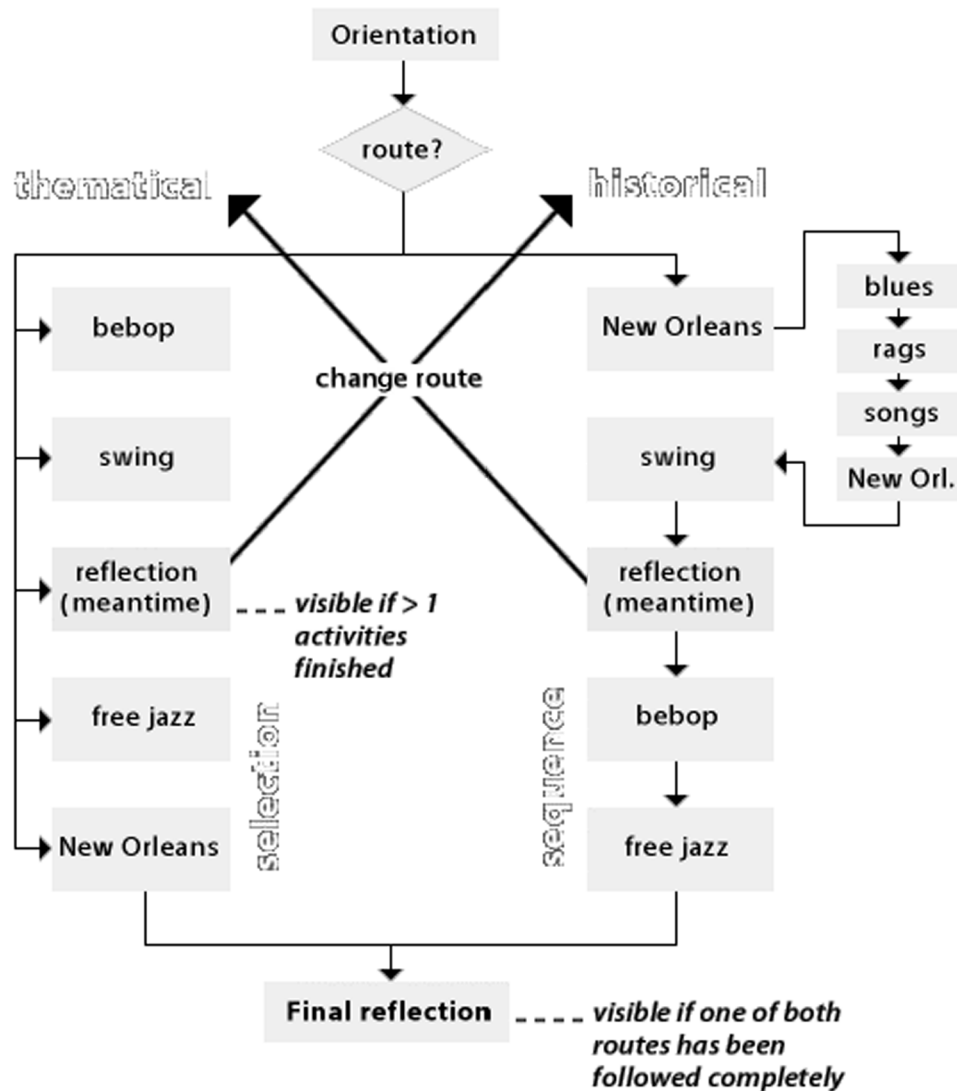 Orientation
route?
thematical
historical
bebop
New Orleans
blues
rags
change route
songs
swing
swing
New Orl.
reflection
(meantime)
reflection
(meantime)
visible if > 1
activities
finished
free jazz
selection
sequence
bebop
New Orleans
free jazz
Final reflection
visible if one of both
routes has been
followed completely